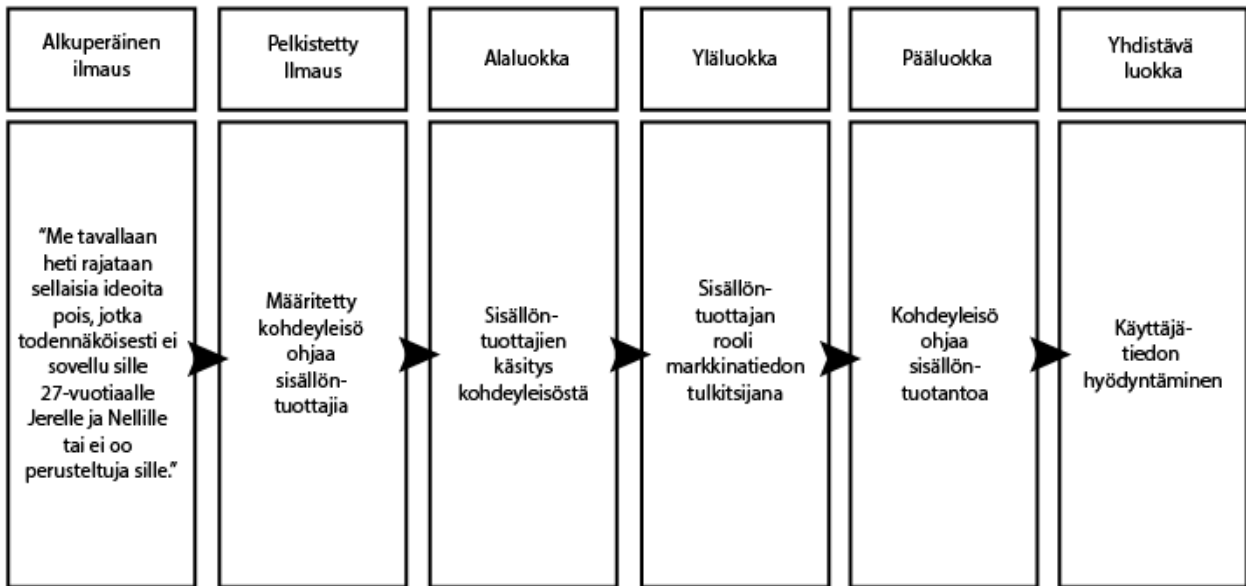 Alkuperäinen
ilmaus
Pelkistetty
Ilmaus
Alaluokka
Yläluokka
Pääluokka
Yhdistävä
luokka
“Me tavallaan
heti rajataan
sellaisia ideoita
pois, jotka
todennäköisesti ei
sovellu sille
27-vuotiaalle
Jerelle ja Nellille
tai ei oo
perusteltuja sille.”
Määritetty
kohdeyleisö
ohjaa
sisällön-
tuottajia
Sisällön-
tuottajien
käsitys
kohdeyleisöstä
Sisällön-
tuottajan
rooli
markkinatiedon
tulkitsijana
Kohdeyleisö
ohjaa
sisällön-
tuotantoa
Käyttäjä-
tiedon
hyödyntäminen